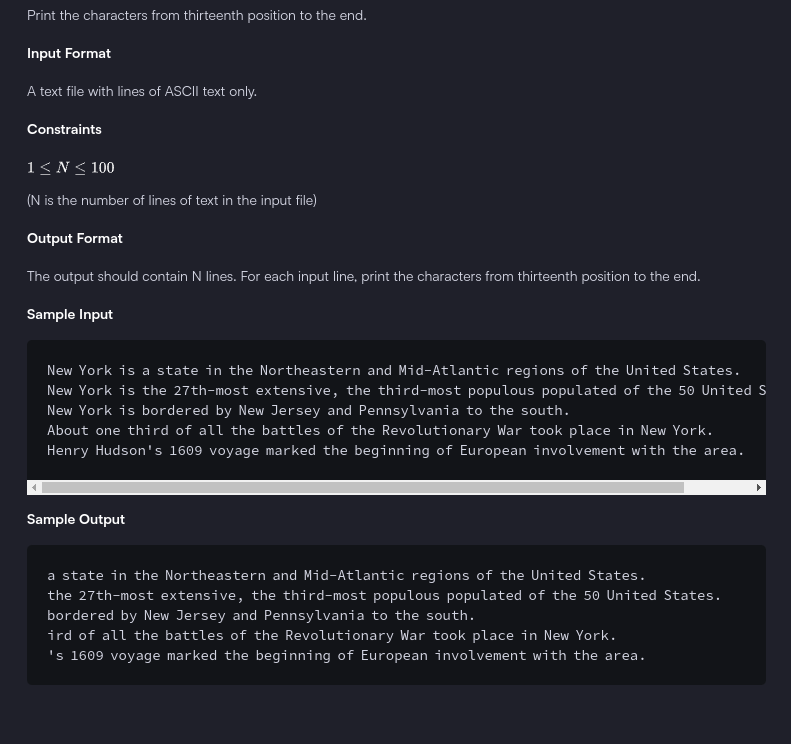 Print the characters from thirteenth position to the end.
Input Format
A text file with lines of ASCII text only.
Constraints
1 ≤ N ≤ 100
(N is the number of lines of text in the input file)
Output Format
The output should contain N lines. For each input line, print the characters from thirteenth position to the end.
Sample Input
New York is a state in the Northeastern and Mid-Atlantic regions of the United States.
New York is the 27th-most extensive, the third-most populous populated of the 50 United S
New York is bordered by New Jersey and Pennsylvania to the south.
About one third of all the battles of the Revolutionary War took place in New York.
Henry Hudson's 1609 voyage marked the beginning of European involvement with the area.
Sample Output
a state in the Northeastern and Mid-Atlantic regions of the United States.
the 27th-most extensive, the third-most populous populated of the 50 United States.
bordered by New Jersey and Pennsylvania to the south.
ird of all the battles of the Revolutionary War took place in New York.
's 1609 voyage marked the beginning of European involvement with the area.